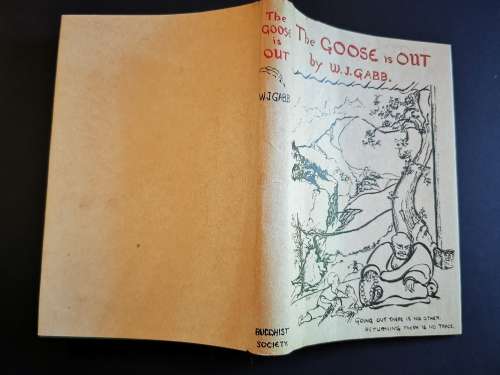 The
GOOSE
is
OUT
W.J.GABB
BUDDHIST
SOCIETY.
The GOOSE is OUT
by W.J.GABB.
GOING OUT THERE IS NO OTHER.
RETURNING THERE IS NO TRACE.